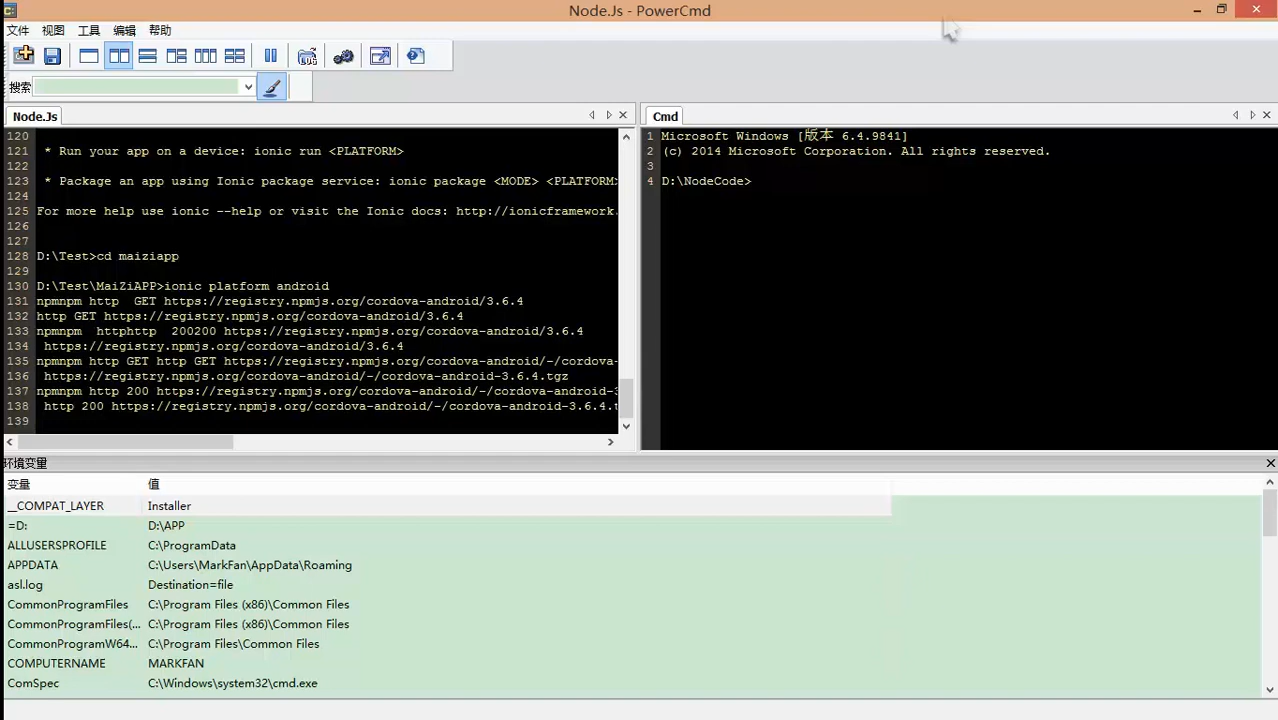 Node.Js - PowerCmd
文件 视图 工具 编辑 帮助
搜索
Node.Js
120
121 * Run your app on a device: ionic run <PLATFORM>
122
123 * Package an app using Ionic package service: ionic package <MODE> <PLATFORM>
124
125 For more help use ionic --help or visit the Ionic docs: http://ionicframework.
126
127
128 D:\Test>cd maiziapp
129
130 D:\Test\MaiZiAPP>ionic platform android
131 npmnpm http  GET https://registry.npmjs.org/cordova-android/3.6.4
132 http GET https://registry.npmjs.org/cordova-android/3.6.4
133 npmnpm  httphttp  200200 https://registry.npmjs.org/cordova-android/3.6.4
134  https://registry.npmjs.org/cordova-android/3.6.4
135 npmnpm http GET http GET https://registry.npmjs.org/cordova-android/-/cordova-
136  https://registry.npmjs.org/cordova-android/-/cordova-android-3.6.4.tgz
137 npmnpm http 200 https://registry.npmjs.org/cordova-android/-/cordova-android-3
138  http 200 https://registry.npmjs.org/cordova-android/-/cordova-android-3.6.4.t
139
Cmd
1 Microsoft Windows [版本 6.4.9841]
2 (c) 2014 Microsoft Corporation. All rights reserved.
3
4 D:\NodeCode>
环境变量
变量 值
__COMPAT_LAYER Installer
=D: D:\APP
ALLUSERSPROFILE C:\ProgramData
APPDATA C:\Users\MarkFan\AppData\Roaming
asl.log Destination=file
CommonProgramFiles C:\Program Files (x86)\Common Files
CommonProgramFiles(... C:\Program Files (x86)\Common Files
CommonProgramW64... C:\Program Files\Common Files
COMPUTERNAME MARKFAN
ComSpec C:\Windows\system32\cmd.exe